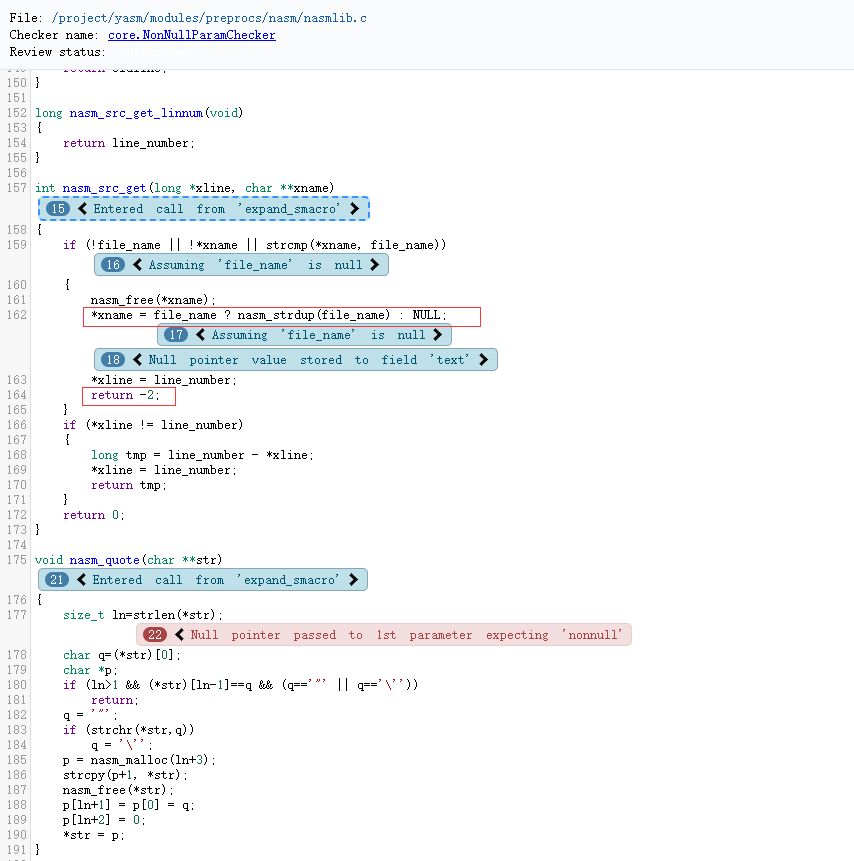 File: /project/yasm/modules/preprocs/nasm/nasmlib.c
Checker name: core.NonNullParamChecker
Review status:
150 }
151
152 long nasm_src_get_linnum(void)
153 {
154     return line_number;
155 }
156
157 int nasm_src_get(long *xline, char **xname)
15 Entered call from 'expand_smacro'
158 {
159     if (!file_name || !*xname || strcmp(*xname, file_name))
16 Assuming 'file_name' is null
160     {
161         nasm_free(*xname);
162         *xname = file_name ? nasm_strdup(file_name) : NULL;
17 Assuming 'file_name' is null
18 Null pointer value stored to field 'text'
163         *xline = line_number;
164         return -2;
165     }
166     if (*xline != line_number)
167     {
168         long tmp = line_number - *xline;
169         *xline = line_number;
170         return tmp;
171     }
172     return 0;
173 }
174
175 void nasm_quote(char **str)
21 Entered call from 'expand_smacro'
176 {
177     size_t ln=strlen(*str);
22 Null pointer passed to 1st parameter expecting 'nonnull'
178     char q=(*str)[0];
179     char *p;
180     if (ln>1 && (*str)[ln-1]==q && (q=='"' || q=='\''))
181         return;
182     q = '"';
183     if (strchr(*str,q))
184         q = '\'';
185     p = nasm_malloc(ln+3);
186     strcpy(p+1, *str);
187     nasm_free(*str);
188     p[ln+1] = p[0] = q;
189     p[ln+2] = 0;
190     *str = p;
191 }